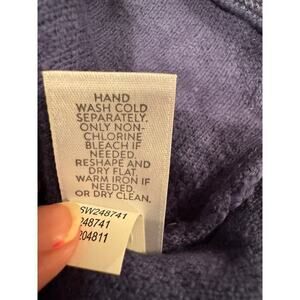 HAND
WASH COLD
SEPARATELY.
ONLY NON-
CHLORINE
BLEACH IF
NEEDED.
RESHAPE AND
DRY FLAT.
WARM IRON IF
NEEDED.
OR DRY CLEAN.
SW248741
248741
204811